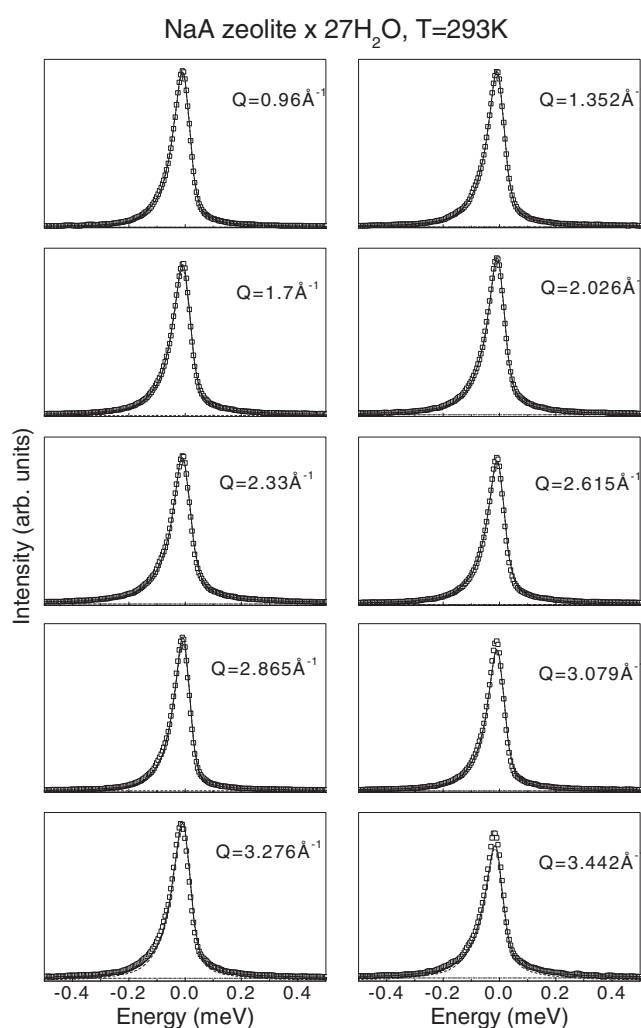 NaA zeolite x 27H₂O, T=293K
Q=0.96Å⁻¹
Q=1.352Å⁻
Q=1.7Å⁻¹
Q=2.026Å⁻¹
Q=2.33Å⁻¹
Q=2.615Å⁻¹
Q=2.865Å⁻¹
Q=3.079Å⁻¹
Q=3.276Å⁻¹
Q=3.442Å⁻
Intensity (arb. units)
-0.4 -0.2 0.0 0.2 0.4 -0.4 -0.2 0.0 0.2 0.4
Energy (meV) Energy (meV)